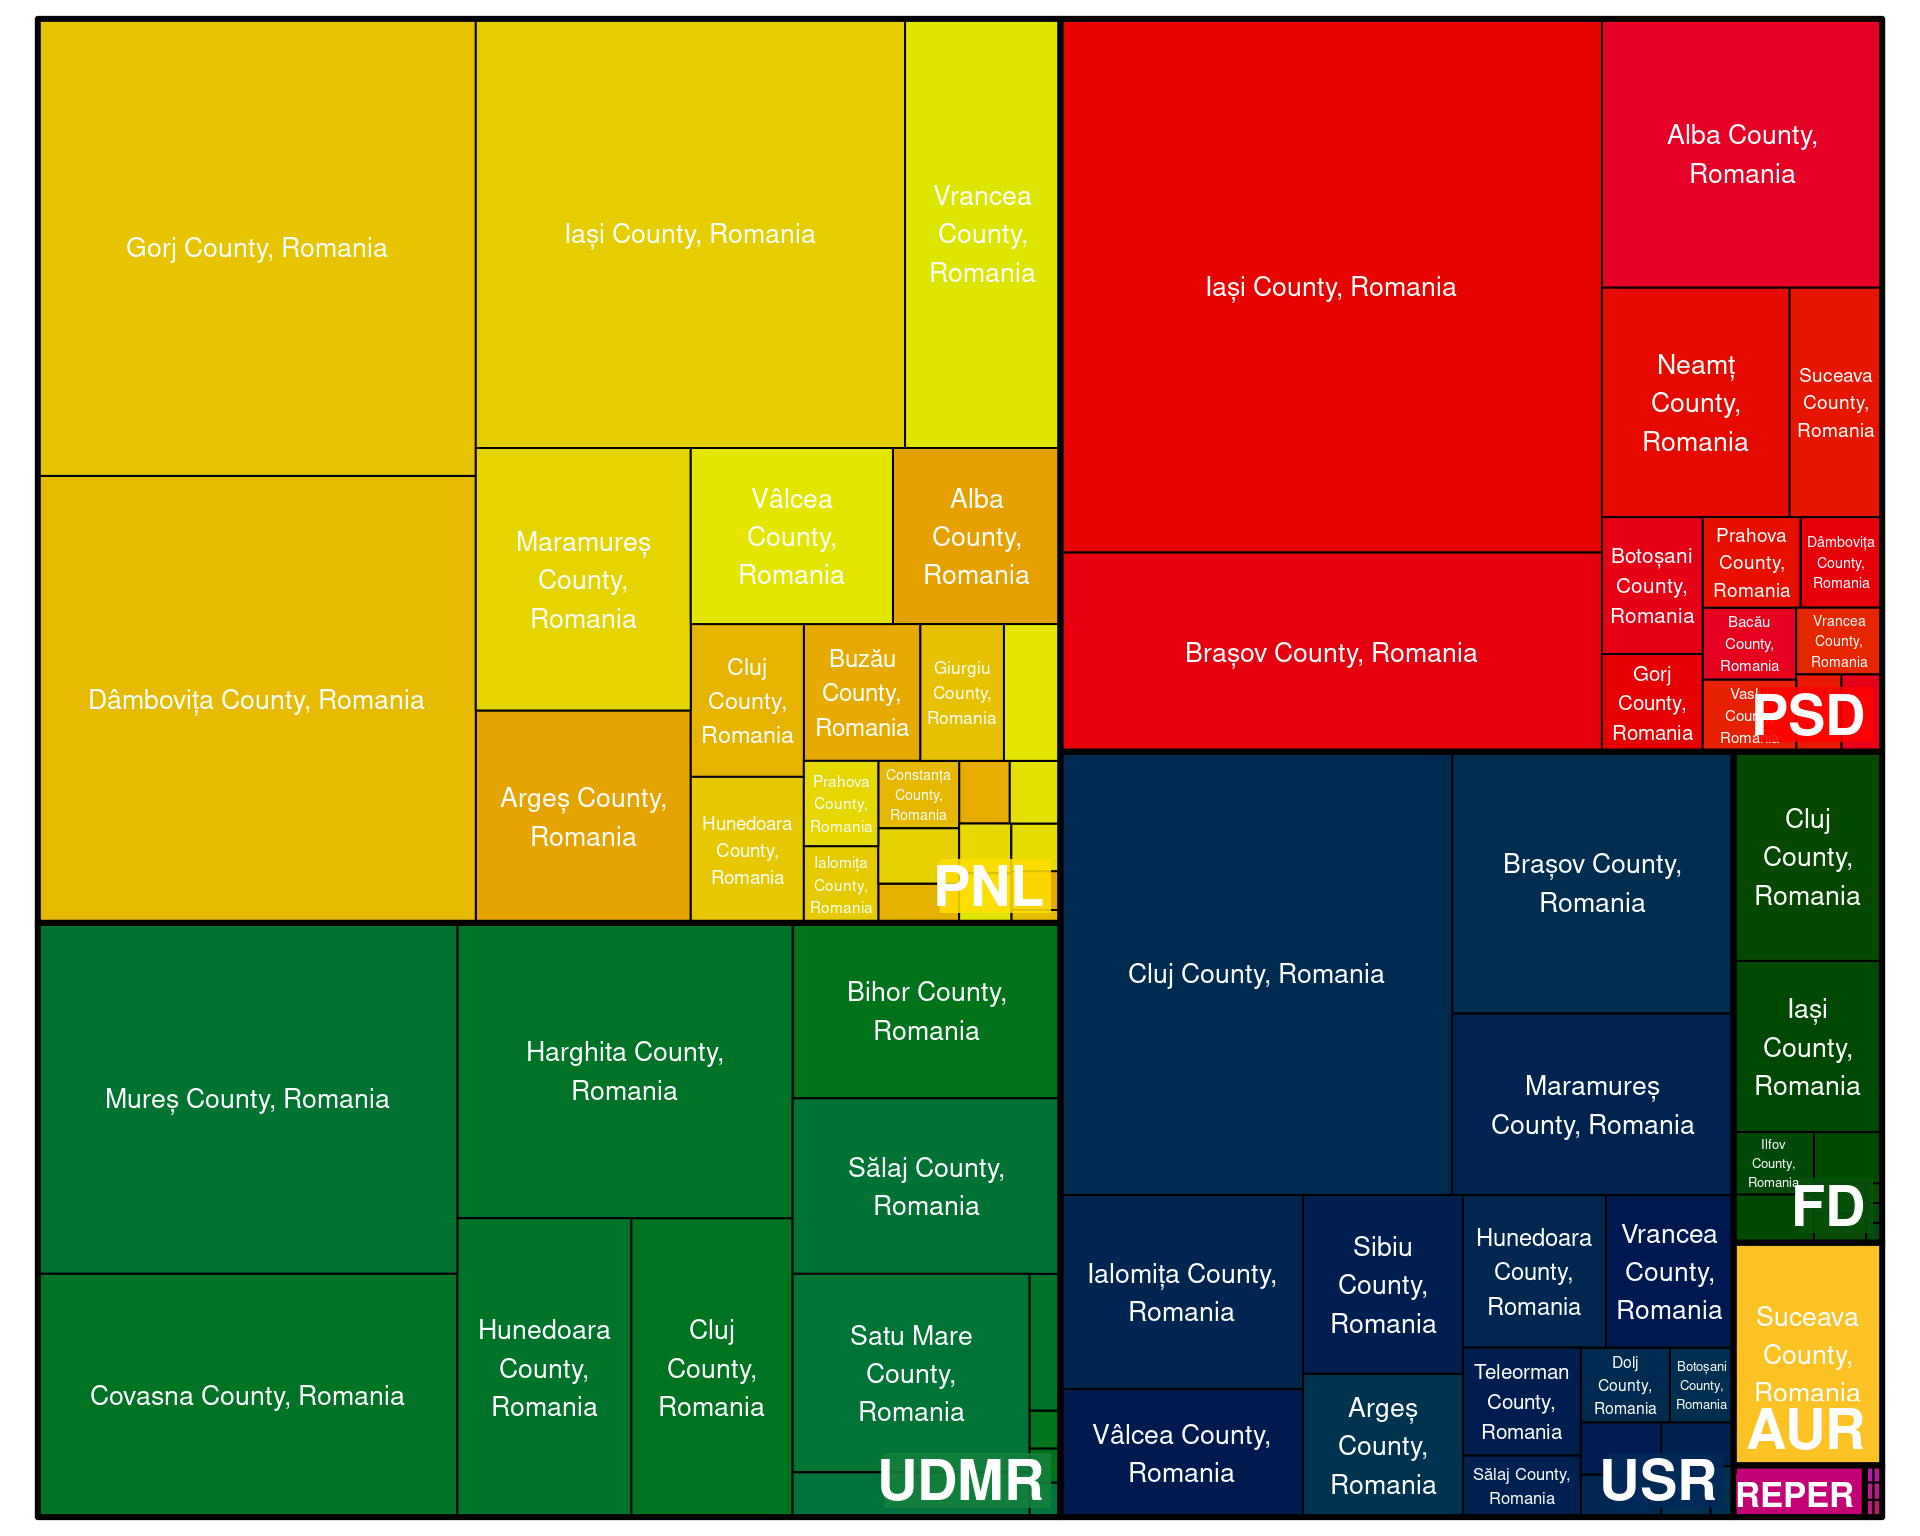 Gorj County, Romania
Iași County, Romania
Vrancea
County,
Romania
Dâmbovița County, Romania
Maramureș
County,
Romania
Vâlcea
County,
Romania
Alba
County,
Romania
Argeș County,
Romania
Cluj
County,
Romania
Buzău
County,
Romania
Giurgiu
County,
Romania
Hunedoara
County,
Romania
Prahova
County,
Romania
Constanța
County,
Romania
Ialomița
County,
Romania
PNL
Iași County, Romania
Alba County,
Romania
Neamț
County,
Romania
Suceava
County,
Romania
Brașov County, Romania
Botoșani
County,
Romania
Prahova
County,
Romania
Dâmbovița
County,
Romania
Bacău
County,
Romania
Vrancea
County,
Romania
Gorj
County,
Romania
Vaslui
County,
Romania
PSD
Mureș County, Romania
Harghita County,
Romania
Bihor County,
Romania
Sălaj County,
Romania
Covasna County, Romania
Hunedoara
County,
Romania
Cluj
County,
Romania
Satu Mare
County,
Romania
UDMR
Cluj County, Romania
Brașov County,
Romania
Maramureș
County, Romania
Ialomița County,
Romania
Sibiu
County,
Romania
Hunedoara
County,
Romania
Vrancea
County,
Romania
Vâlcea County,
Romania
Argeș
County,
Romania
Teleorman
County,
Romania
Dolj
County,
Romania
Botoșani
County,
Romania
Sălaj County,
Romania
USR
Cluj
County,
Romania
Iași
County,
Romania
Ilfov
County,
Romania
FD
Suceava
County,
Romania
AUR
REPER